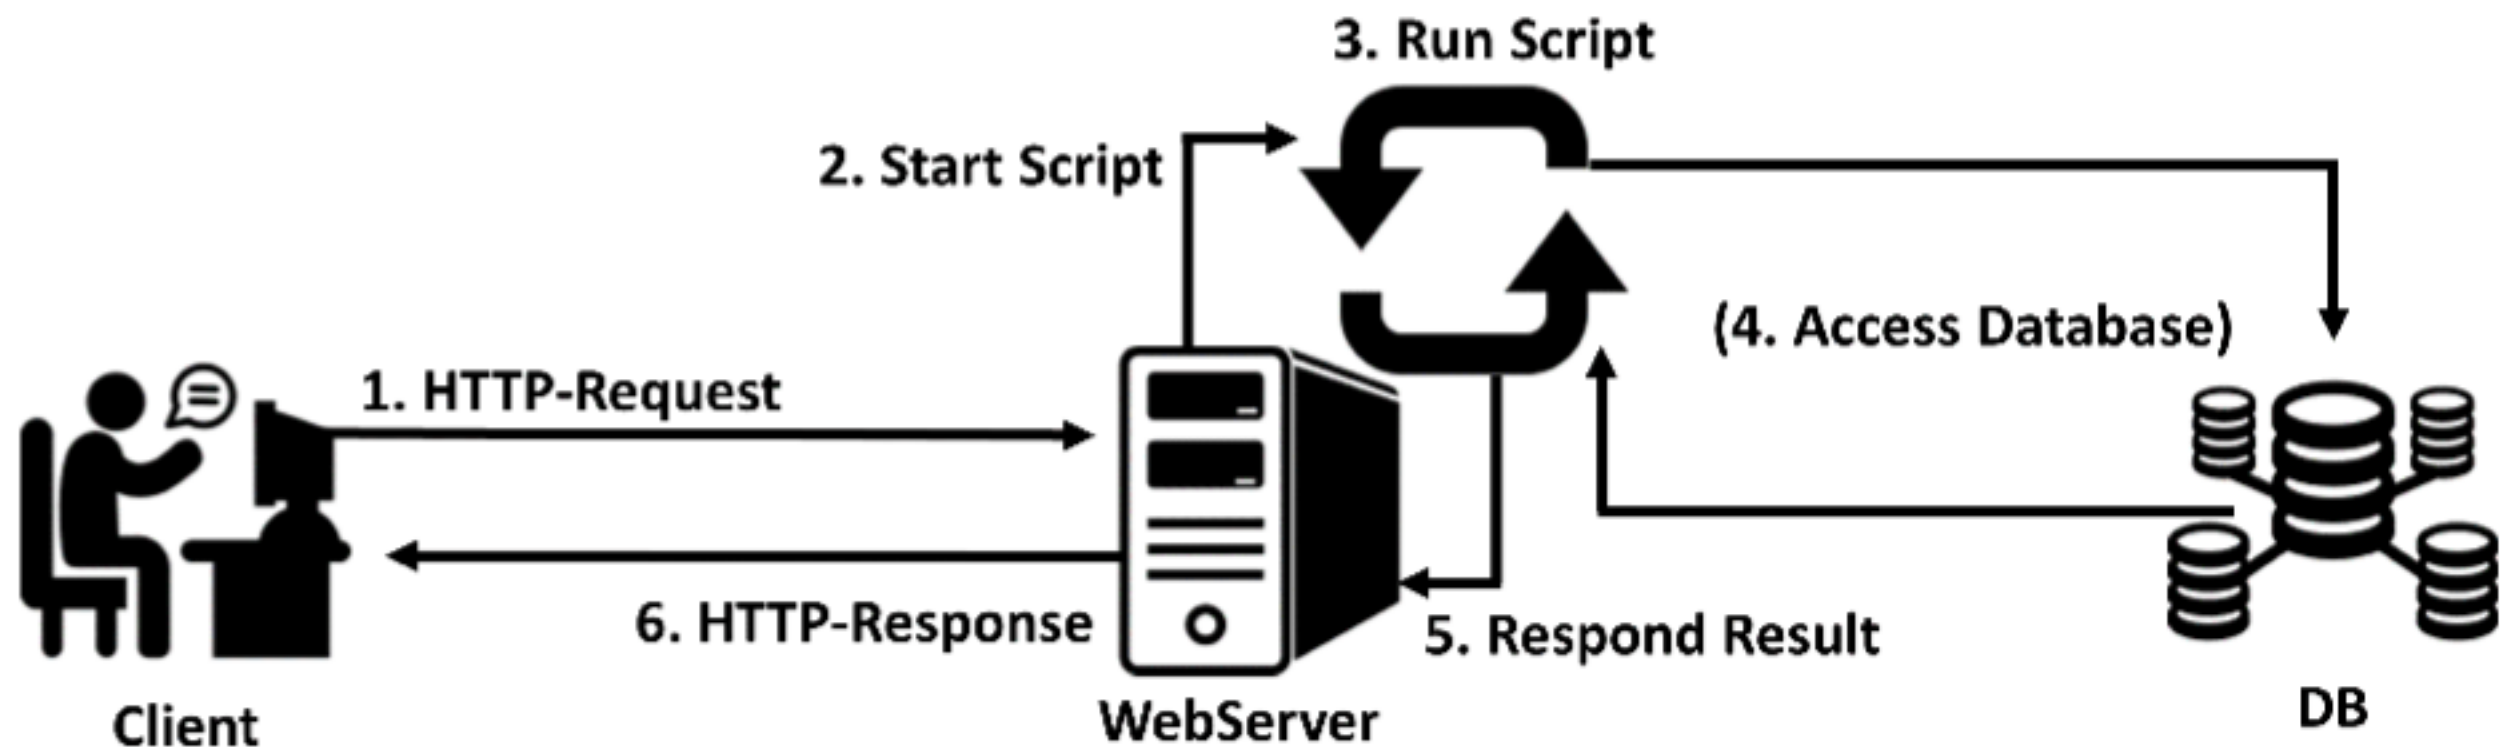 3. Run Script
2. Start Script
(4. Access Database)
1. HTTP-Request
6. HTTP-Response
5. Respond Result
Client
WebServer
DB